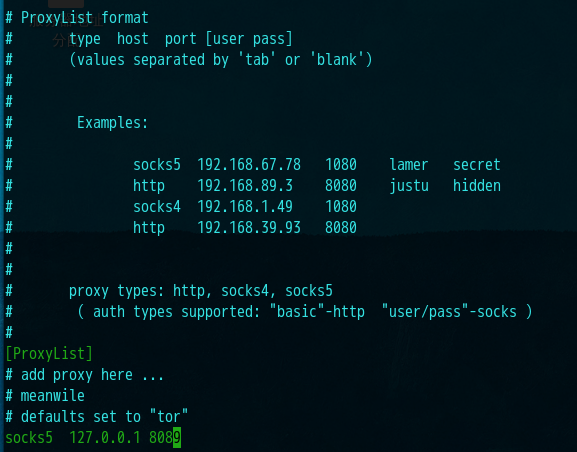 # ProxyList format
#       type  host  port [user pass]
#       (values separated by 'tab' or 'blank')
#
#
#        Examples:
#
#               socks5  192.168.67.78   1080    lamer   secret
#               http    192.168.89.3    8080    justu   hidden
#               socks4  192.168.1.49    1080
#               http    192.168.39.93   8080
#
#
#       proxy types: http, socks4, socks5
#        ( auth types supported: "basic"-http  "user/pass"-socks )
#
[ProxyList]
# add proxy here ...
# meanwile
# defaults set to "tor"
socks5  127.0.0.1 8089